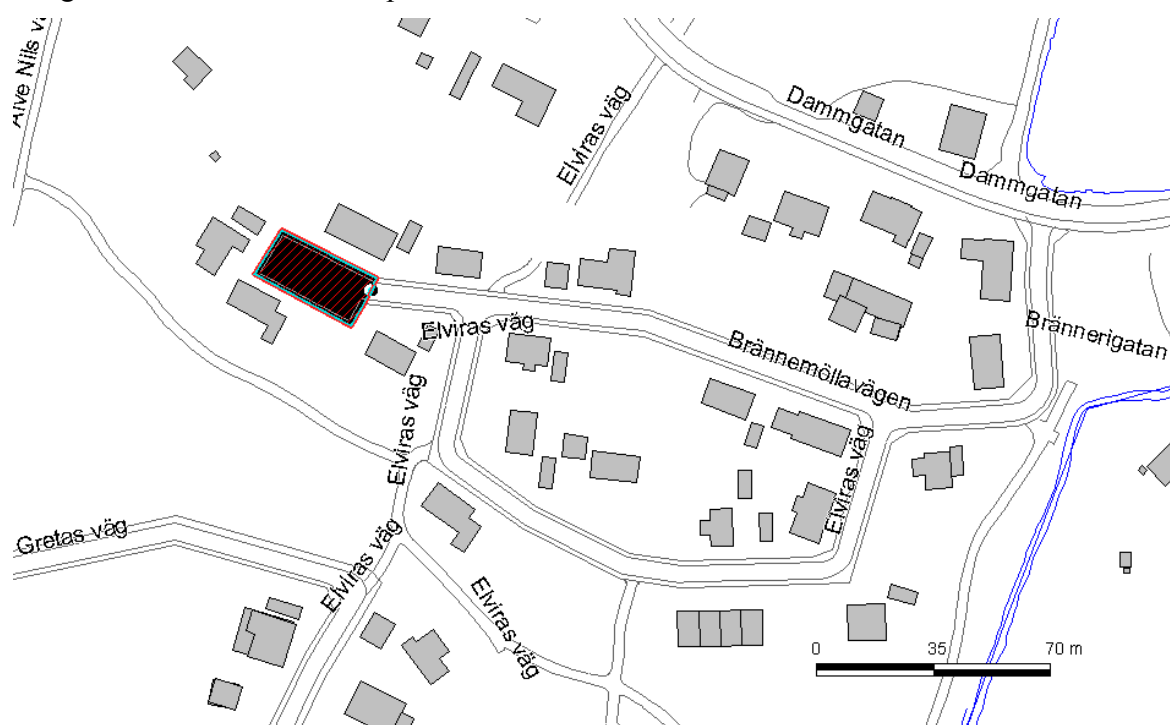 Alve Nils v
Elviras väg
Dammgatan
Dammgatan
Elviras väg
Brännemöllavägen
Brännerigatan
Elviras väg
Elviras väg
Gretas väg
Elviras väg
Elviras väg
0 35 70 m